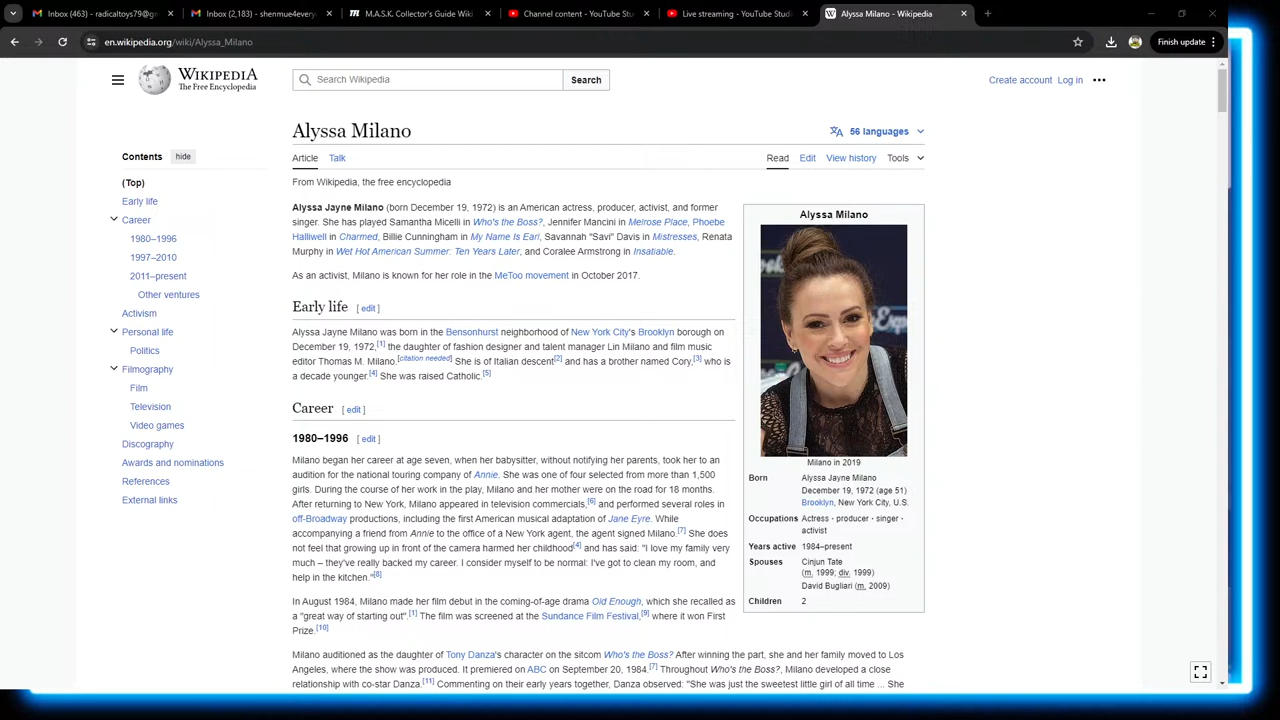 Inbox (463) - radicaltoys79@gm
Inbox (2,183) - shenmue4every
M.A.S.K. Collector's Guide Wiki
Channel content - YouTube Stu
Live streaming - YouTube Studi
Alyssa Milano - Wikipedia
en.wikipedia.org/wiki/Alyssa_Milano
Finish update
WIKIPEDIA
The Free Encyclopedia
Search Wikipedia
Search
Create account
Log in
Contents
hide
(Top)
Early life
Career
1980–1996
1997–2010
2011–present
Other ventures
Activism
Personal life
Politics
Filmography
Film
Television
Video games
Discography
Awards and nominations
References
External links
Alyssa Milano
56 languages
Article
Talk
Read
Edit
View history
Tools
From Wikipedia, the free encyclopedia
Alyssa Jayne Milano (born December 19, 1972) is an American actress, producer, activist, and former
singer. She has played Samantha Micelli in Who's the Boss?, Jennifer Mancini in Melrose Place, Phoebe
Halliwell in Charmed, Billie Cunningham in My Name Is Earl, Savannah "Savi" Davis in Mistresses, Renata
Murphy in Wet Hot American Summer: Ten Years Later, and Coralee Armstrong in Insatiable.
As an activist, Milano is known for her role in the MeToo movement in October 2017.
Early life [ edit ]
Alyssa Jayne Milano was born in the Bensonhurst neighborhood of New York City's Brooklyn borough on
December 19, 1972,[1] the daughter of fashion designer and talent manager Lin Milano and film music
editor Thomas M. Milano.[citation needed] She is of Italian descent[2] and has a brother named Cory,[3] who is
a decade younger.[4] She was raised Catholic.[5]
Career [ edit ]
1980–1996 [ edit ]
Milano began her career at age seven, when her babysitter, without notifying her parents, took her to an
audition for the national touring company of Annie. She was one of four selected from more than 1,500
girls. During the course of her work in the play, Milano and her mother were on the road for 18 months.
After returning to New York, Milano appeared in television commercials,[6] and performed several roles in
off-Broadway productions, including the first American musical adaptation of Jane Eyre. While
accompanying a friend from Annie to the office of a New York agent, the agent signed Milano.[7] She does
not feel that growing up in front of the camera harmed her childhood[4] and has said: "I love my family very
much – they've really backed my career. I consider myself to be normal: I've got to clean my room, and
help in the kitchen."[8]
In August 1984, Milano made her film debut in the coming-of-age drama Old Enough, which she recalled as
a "great way of starting out".[1] The film was screened at the Sundance Film Festival,[9] where it won First
Prize.[10]
Milano auditioned as the daughter of Tony Danza's character on the sitcom Who's the Boss? After winning the part, she and her family moved to Los
Angeles, where the show was produced. It premiered on ABC on September 20, 1984.[7] Throughout Who's the Boss?, Milano developed a close
relationship with co-star Danza.[11] Commenting on their early years together, Danza observed: "She was just the sweetest little girl of all time ... She
Alyssa Milano
Milano in 2019
Born Alyssa Jayne Milano
December 19, 1972 (age 51)
Brooklyn, New York City, U.S.
Occupations Actress · producer · singer ·
activist
Years active 1984–present
Spouses Cinjun Tate
(m. 1999; div. 1999)
David Bugliari (m. 2009)
Children 2